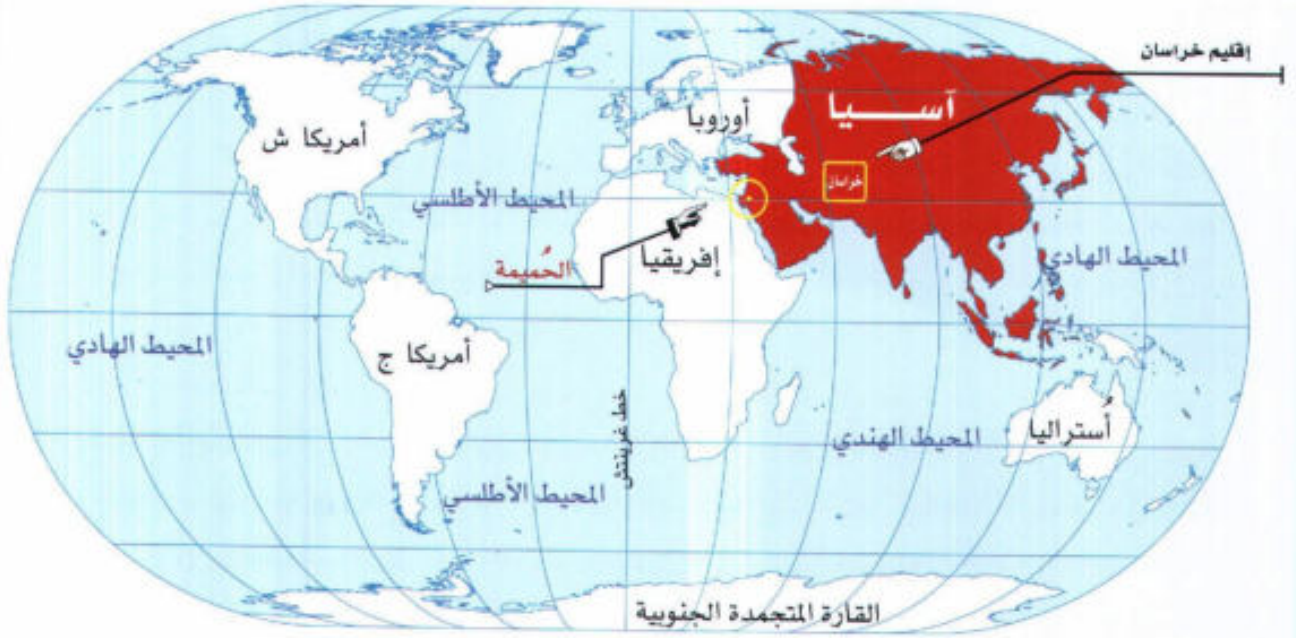 إقليم خراسان
آســـيا
أوروبا
أمريكا ش
خراسان
المحيط الأطلسي
المحيط الهادي
إفريقيا
الحُميمة
المحيط الهادي
أمريكا ج
خط غرينتش
أُستراليا
المحيط الهندي
المحيط الأطلسي
القارة المتجمدة الجنوبية